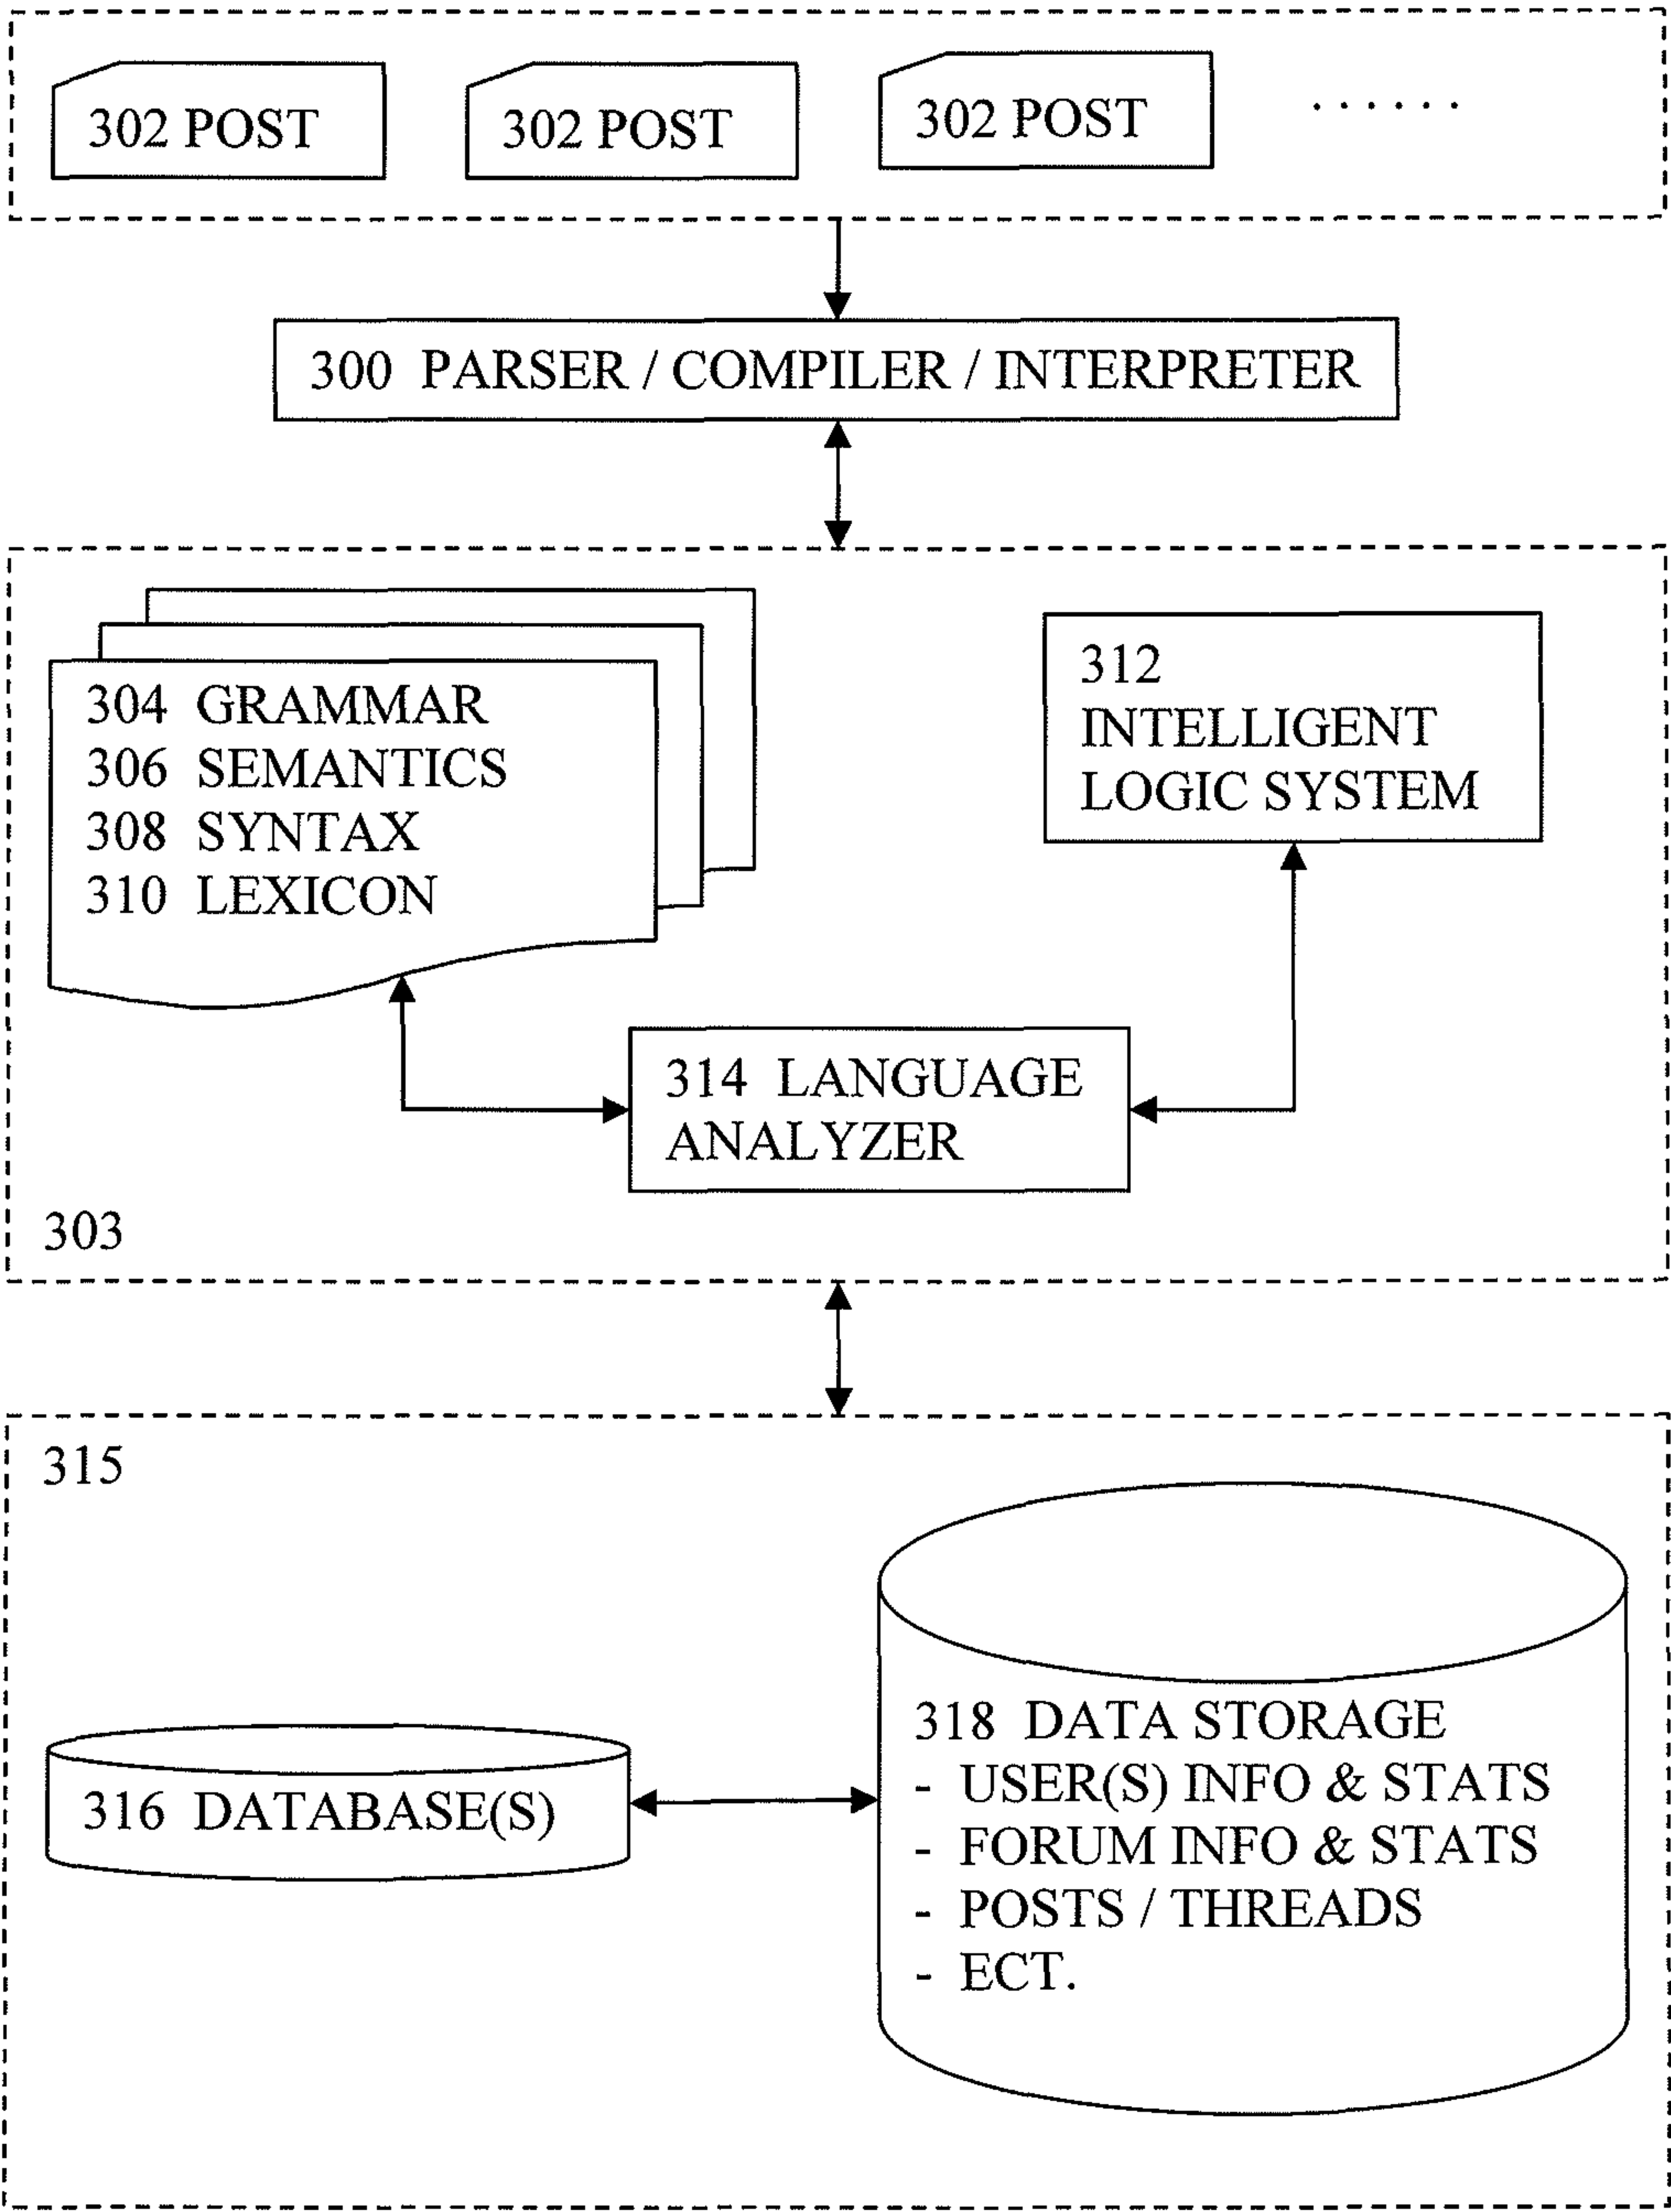 302 POST
302 POST
302 POST
. . . . . .
300 PARSER / COMPILER / INTERPRETER
304 GRAMMAR
306 SEMANTICS
308 SYNTAX
310 LEXICON
312
INTELLIGENT
LOGIC SYSTEM
314 LANGUAGE
ANALYZER
303
315
316 DATABASE(S)
318 DATA STORAGE
- USER(S) INFO & STATS
- FORUM INFO & STATS
- POSTS / THREADS
- ECT.